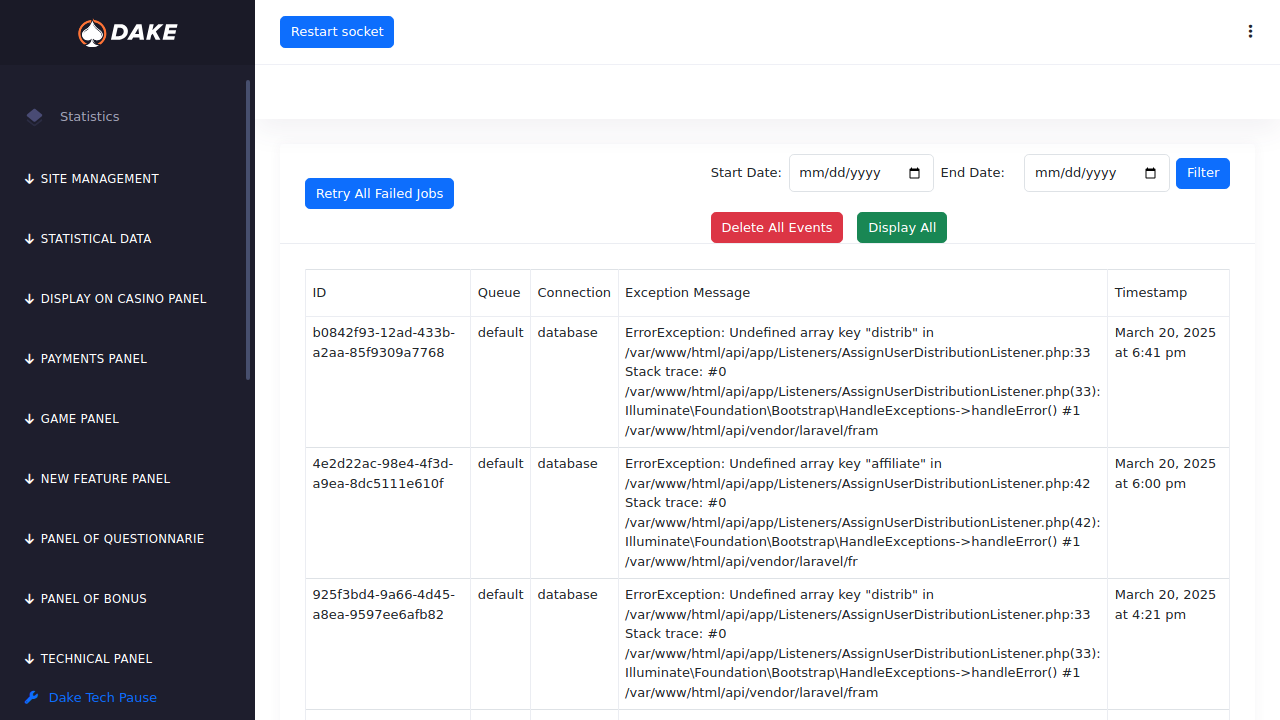 DAKE
Restart socket
Statistics
SITE MANAGEMENT
STATISTICAL DATA
DISPLAY ON CASINO PANEL
PAYMENTS PANEL
GAME PANEL
NEW FEATURE PANEL
PANEL OF QUESTIONNARIE
PANEL OF BONUS
TECHNICAL PANEL
Dake Tech Pause
Retry All Failed Jobs
Start Date: mm/dd/yyyy End Date: mm/dd/yyyy Filter
Delete All Events Display All
ID Queue Connection Exception Message Timestamp
b0842f93-12ad-433b- default database ErrorException: Undefined array key "distrib" in March 20, 2025
a2aa-85f9309a7768 /var/www/html/api/app/Listeners/AssignUserDistributionListener.php:33 at 6:41 pm
Stack trace: #0
/var/www/html/api/app/Listeners/AssignUserDistributionListener.php(33):
Illuminate\Foundation\Bootstrap\HandleExceptions->handleError() #1
/var/www/html/api/vendor/laravel/fram
4e2d22ac-98e4-4f3d- default database ErrorException: Undefined array key "affiliate" in March 20, 2025
a9ea-8dc5111e610f /var/www/html/api/app/Listeners/AssignUserDistributionListener.php:42 at 6:00 pm
Stack trace: #0
/var/www/html/api/app/Listeners/AssignUserDistributionListener.php(42):
Illuminate\Foundation\Bootstrap\HandleExceptions->handleError() #1
/var/www/html/api/vendor/laravel/fr
925f3bd4-9a66-4d45- default database ErrorException: Undefined array key "distrib" in March 20, 2025
a8ea-9597ee6afb82 /var/www/html/api/app/Listeners/AssignUserDistributionListener.php:33 at 4:21 pm
Stack trace: #0
/var/www/html/api/app/Listeners/AssignUserDistributionListener.php(33):
Illuminate\Foundation\Bootstrap\HandleExceptions->handleError() #1
/var/www/html/api/vendor/laravel/fram